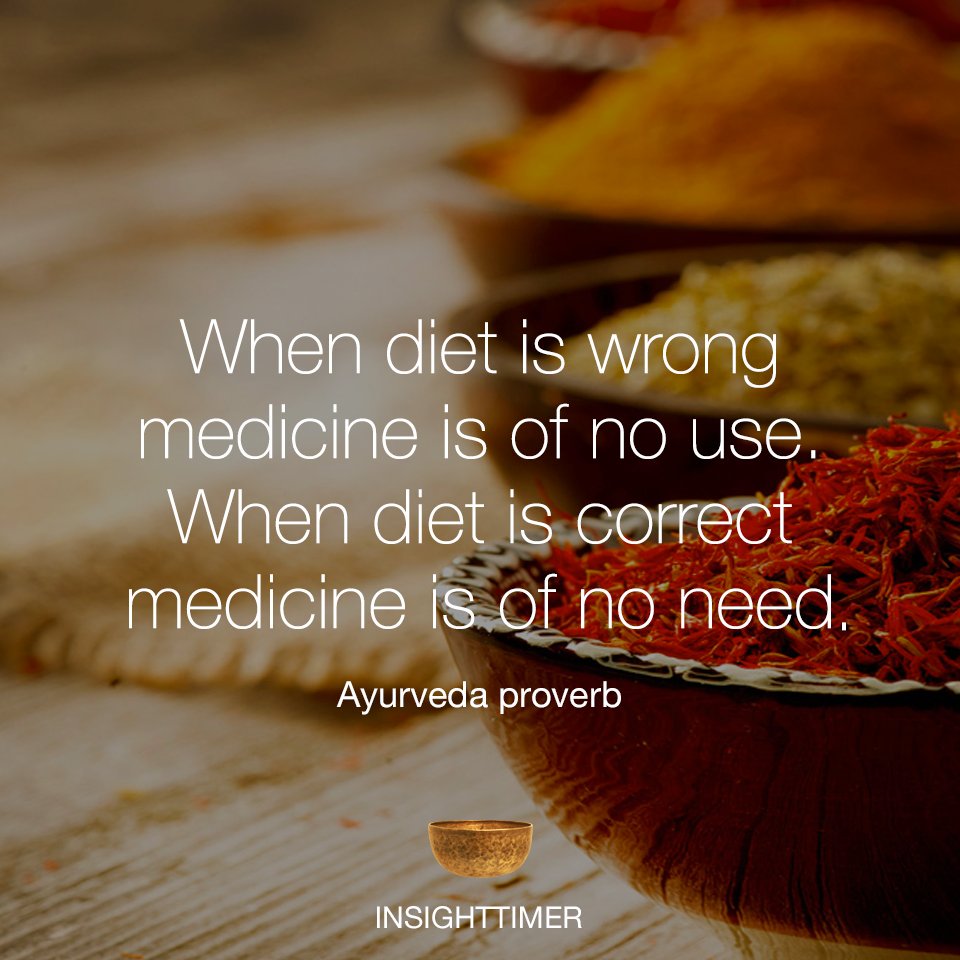 When diet is wrong
medicine is of no use.
When diet is correct
medicine is of no need.
Ayurveda proverb
INSIGHTTIMER